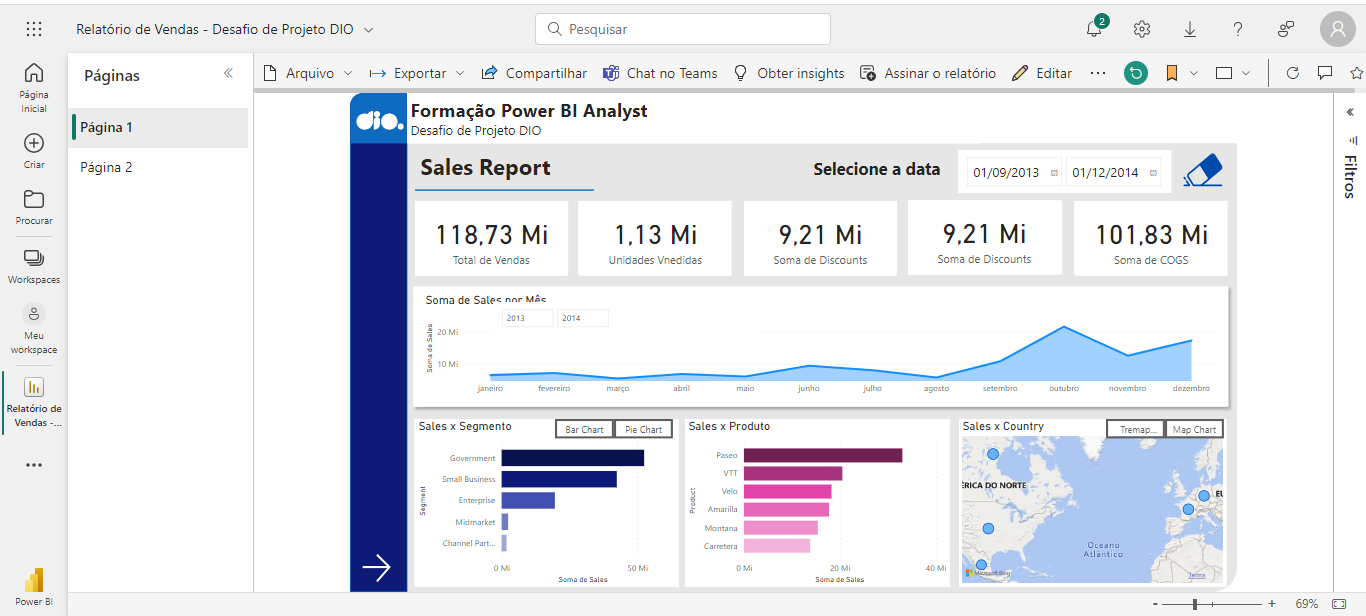 Relatório de Vendas - Desafio de Projeto DIO
Pesquisar
2
Página Inicial
Criar
Procurar
Workspaces
Meu workspace
Relatório de Vendas -...
Power BI
Páginas
Página 1
Página 2
Arquivo
Exportar
Compartilhar
Chat no Teams
Obter insights
Assinar o relatório
Editar
Filtros
dio.
Formação Power BI Analyst
Desafio de Projeto DIO
Sales Report
Selecione a data
01/09/2013
01/12/2014
118,73 Mi
Total de Vendas
1,13 Mi
Unidades Vnedidas
9,21 Mi
Soma de Discounts
9,21 Mi
Soma de Discounts
101,83 Mi
Soma de COGS
Soma de Sales por Mês
2013
2014
Soma de Sales
20 Mi
10 Mi
janeiro
fevereiro
março
abril
maio
junho
julho
agosto
setembro
outubro
novembro
dezembro
Sales x Segmento
Bar Chart
Pie Chart
Segment
Government
Small Business
Enterprise
Midmarket
Channel Part...
0 Mi
50 Mi
Soma de Sales
Sales x Produto
Product
Paseo
VTT
Velo
Amarilla
Montana
Carretera
0 Mi
20 Mi
40 Mi
Soma de Sales
Sales x Country
Tremap...
Map Chart
ÉRICA DO NORTE
EU
Oceano
Atlântico
Microsoft Bing
Terms
- + 69%